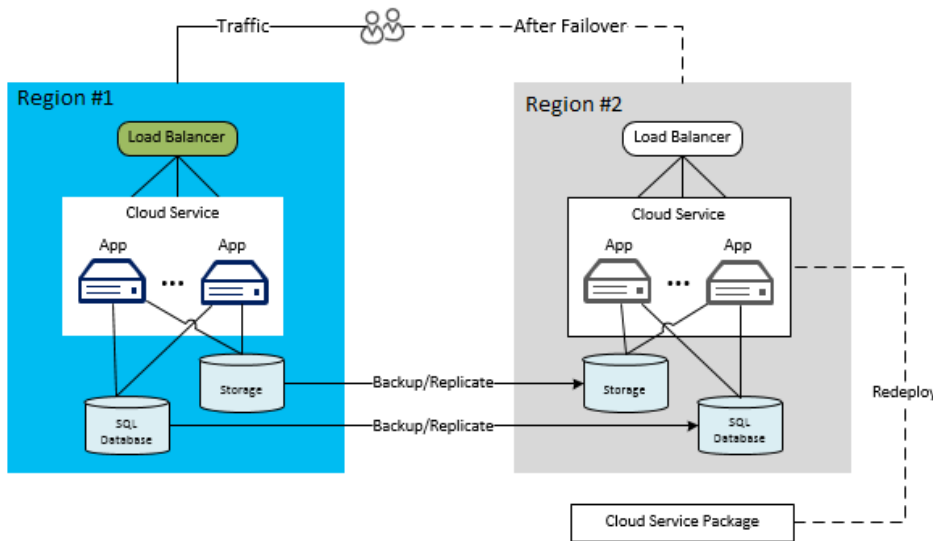 Traffic
After Failover
Region #1
Load Balancer
Cloud Service
App
App
...
Storage
SQL
Database
Backup/Replicate
Backup/Replicate
Region #2
Load Balancer
Cloud Service
App
App
...
Storage
SQL
Database
Redeploy
Cloud Service Package